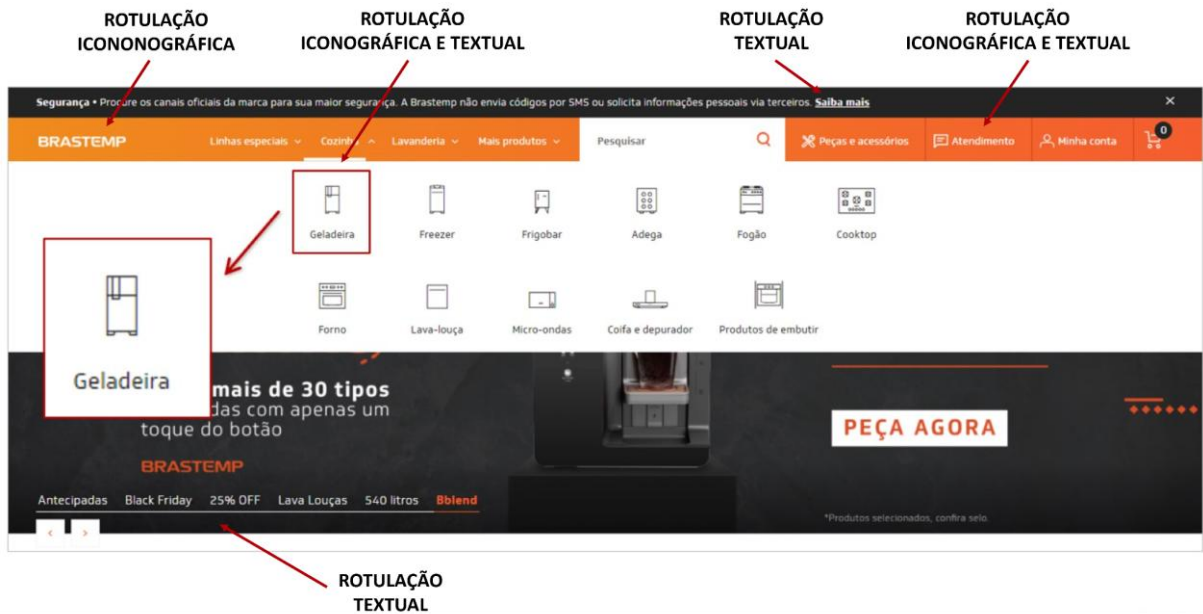 ROTULAÇÃO
ICONONOGRÁFICA
ROTULAÇÃO
ICONOGRÁFICA E TEXTUAL
ROTULAÇÃO
TEXTUAL
ROTULAÇÃO
ICONOGRÁFICA E TEXTUAL
Segurança • Procure os canais oficiais da marca para sua maior segurança. A Brastemp não envia códigos por SMS ou solicita informações pessoais via terceiros. Saiba mais ×
BRASTEMP Linhas especiais Cozinha Lavanderia Mais produtos Pesquisar Peças e acessórios Atendimento Minha conta 0
Geladeira Freezer Frigobar Adega Fogão Cooktop
Forno Lava-louça Micro-ondas Coifa e depurador Produtos de embutir
Geladeira
mais de 30 tipos
das com apenas um
toque do botão
BRASTEMP
PEÇA AGORA
Antecipadas Black Friday 25% OFF Lava Louças 540 litros Bblend
*Produtos selecionados, confira selo.
ROTULAÇÃO
TEXTUAL